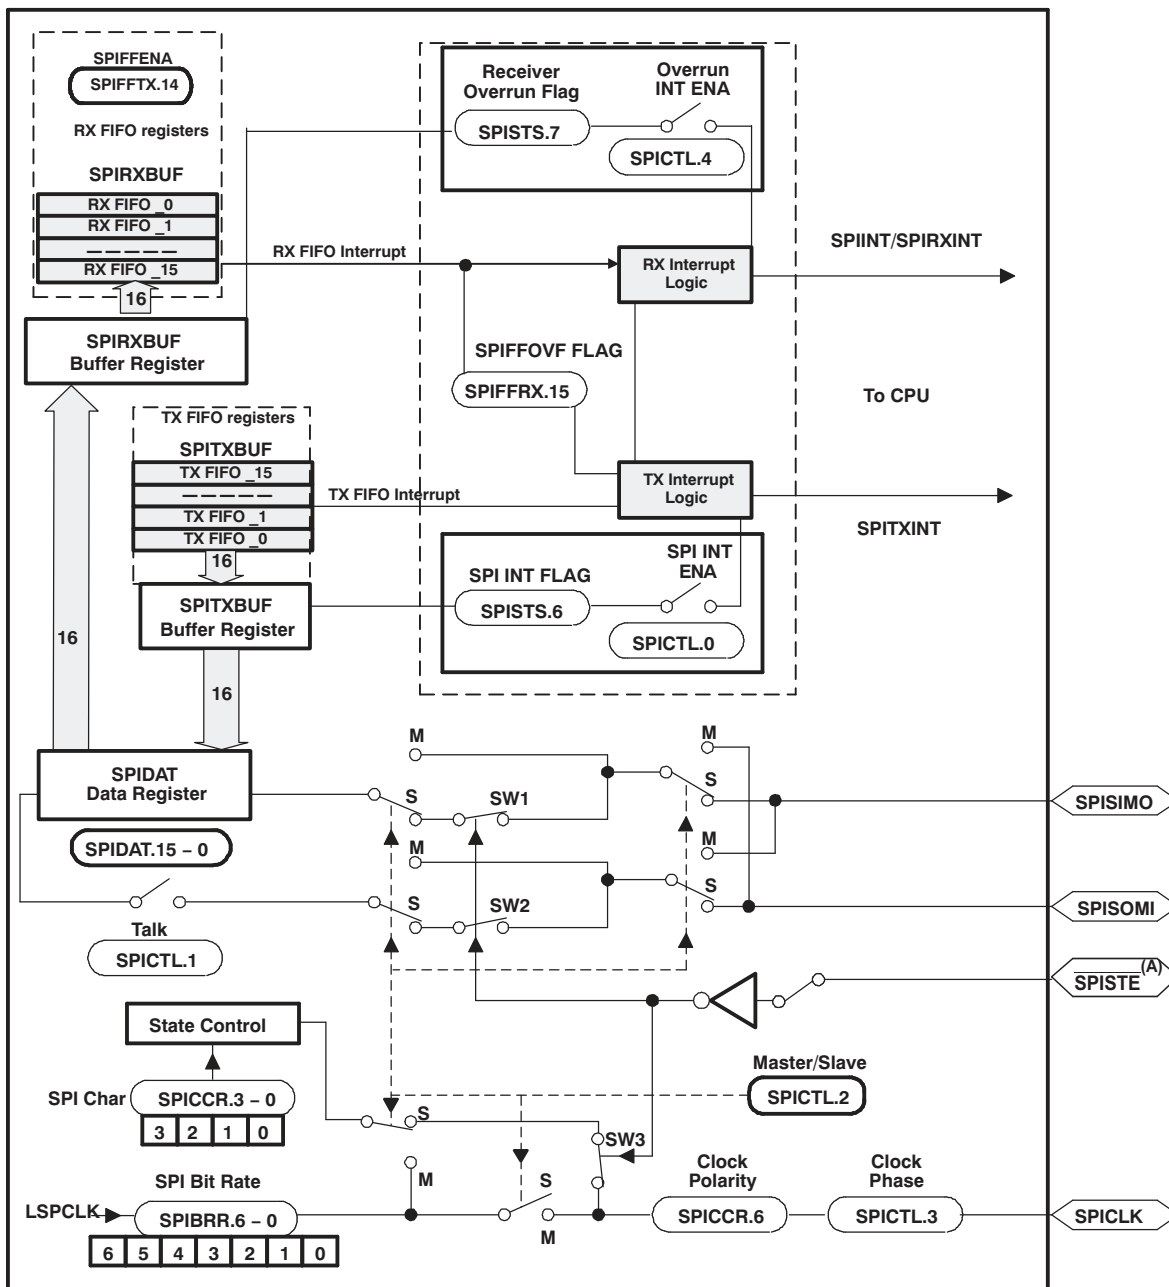 SPIFFENA
SPIFFTX.14
RX FIFO registers
SPIRXBUF
RX FIFO _0
RX FIFO _1
– – – – –
RX FIFO _15
16
SPIRXBUF
Buffer Register
Receiver
Overrun Flag
SPISTS.7
Overrun
INT ENA
SPICTL.4
RX FIFO Interrupt
RX Interrupt
Logic
SPIINT/SPIRXINT
SPIFFOVF FLAG
SPIFFRX.15
To CPU
TX FIFO registers
SPITXBUF
TX FIFO _15
– – – – –
TX FIFO _1
TX FIFO _0
16
TX FIFO Interrupt
TX Interrupt
Logic
SPITXINT
SPITXBUF
Buffer Register
SPI INT FLAG
SPISTS.6
SPI INT
ENA
SPICTL.0
16
16
SPIDAT
Data Register
SPIDAT.15 – 0
M
S
SW1
M
S
SPISIMO
M
S
SW2
M
S
SPISOMI
Talk
SPICTL.1
SPISTE(A)
State Control
Master/Slave
SPICTL.2
SPI Char
SPICCR.3 – 0
3 2 1 0
S
M
SW3
SPI Bit Rate
LSPCLK
SPIBRR.6 – 0
6 5 4 3 2 1 0
S
M
Clock
Polarity
SPICCR.6
Clock
Phase
SPICTL.3
SPICLK